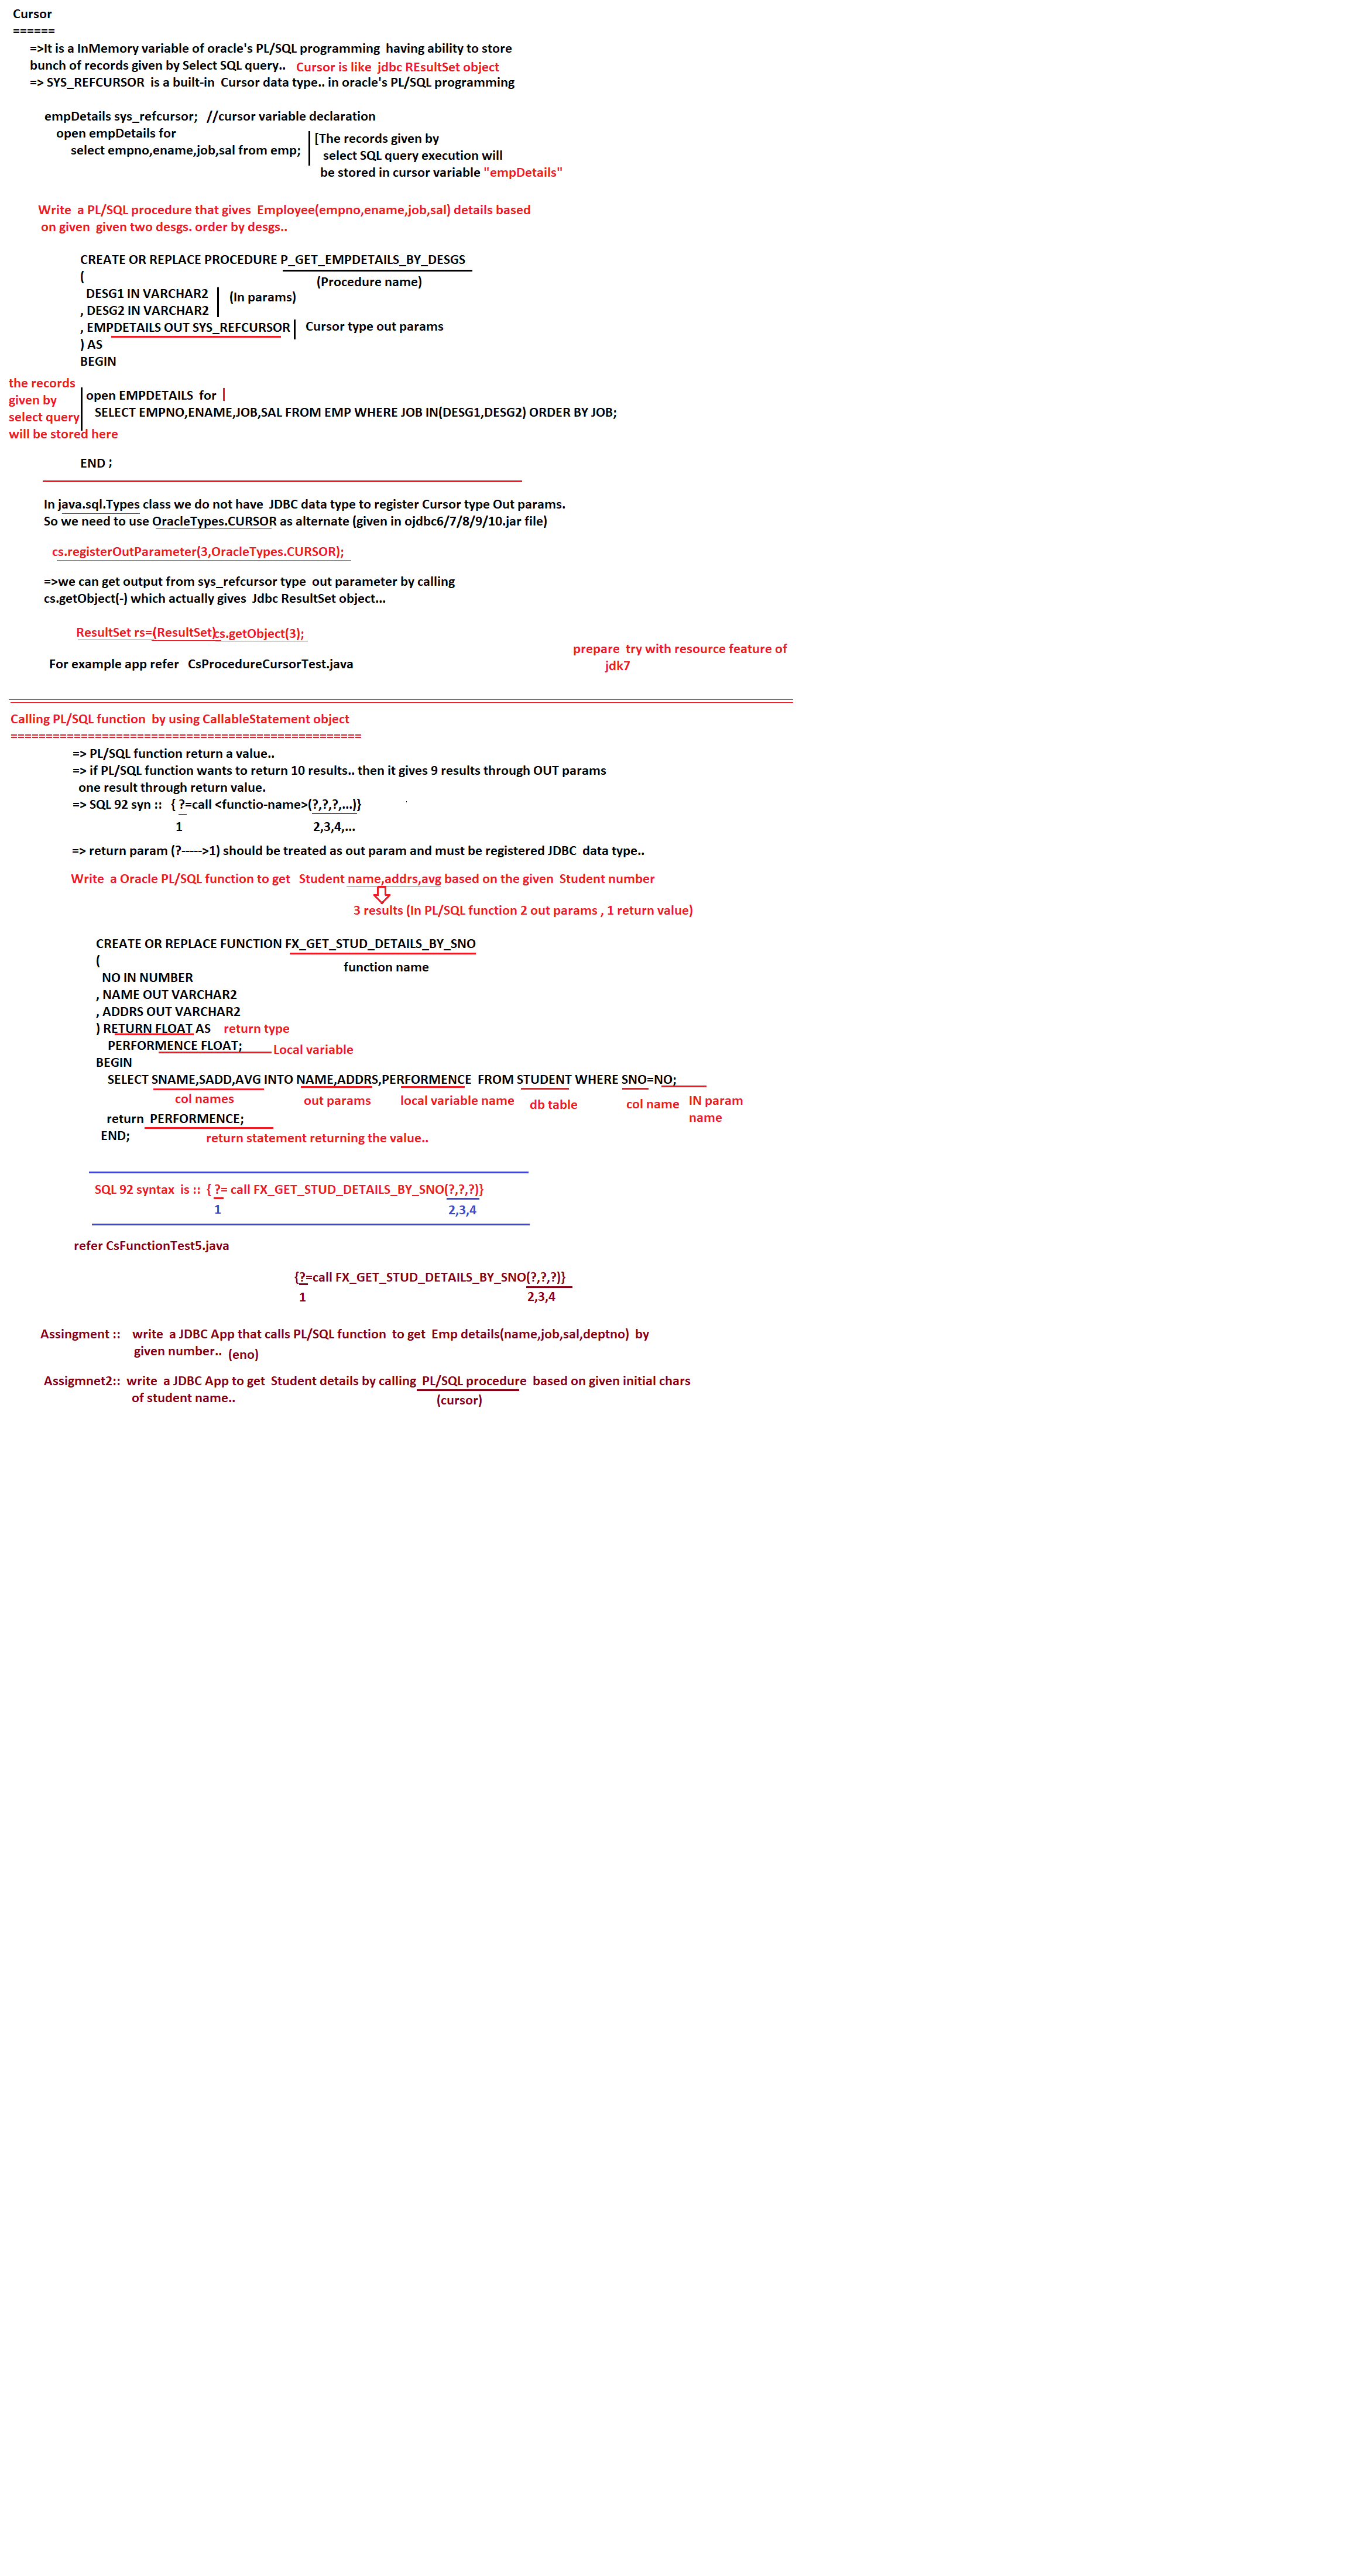 Cursor
======
=>It is a InMemory variable of oracle's PL/SQL programming  having ability to store
bunch of records given by Select SQL query..   Cursor is like  jdbc REsultSet object
=> SYS_REFCURSOR  is a built-in  Cursor data type.. in oracle's PL/SQL programming
empDetails sys_refcursor;   //cursor variable declaration
open empDetails for
select empno,ename,job,sal from emp;
[The records given by
select SQL query execution will
be stored in cursor variable "empDetails"
Write  a PL/SQL procedure that gives  Employee(empno,ename,job,sal) details based
on given  given two desgs. order by desgs..
CREATE OR REPLACE PROCEDURE P_GET_EMPDETAILS_BY_DESGS
(
(Procedure name)
DESG1 IN VARCHAR2
(In params)
, DESG2 IN VARCHAR2
, EMPDETAILS OUT SYS_REFCURSOR   Cursor type out params
) AS
BEGIN
the records
given by
select query
will be stored here
open EMPDETAILS  for
SELECT EMPNO,ENAME,JOB,SAL FROM EMP WHERE JOB IN(DESG1,DESG2) ORDER BY JOB;
END ;
In java.sql.Types class we do not have  JDBC data type to register Cursor type Out params.
So we need to use OracleTypes.CURSOR as alternate (given in ojdbc6/7/8/9/10.jar file)
cs.registerOutParameter(3,OracleTypes.CURSOR);
=>we can get output from sys_refcursor type  out parameter by calling
cs.getObject(-) which actually gives  Jdbc ResultSet object...
ResultSet rs=(ResultSet)cs.getObject(3);
prepare  try with resource feature of
jdk7
For example app refer   CsProcedureCursorTest.java
Calling PL/SQL function  by using CallableStatement object
==================================================
=> PL/SQL function return a value..
=> if PL/SQL function wants to return 10 results.. then it gives 9 results through OUT params
one result through return value.
=> SQL 92 syn ::   { ?=call <functio-name>(?,?,?,...)}
1   2,3,4,...
=> return param (?----->1) should be treated as out param and must be registered JDBC  data type..
Write  a Oracle PL/SQL function to get   Student name,addrs,avg based on the given  Student number
3 results (In PL/SQL function 2 out params , 1 return value)
CREATE OR REPLACE FUNCTION FX_GET_STUD_DETAILS_BY_SNO
(
function name
NO IN NUMBER
, NAME OUT VARCHAR2
, ADDRS OUT VARCHAR2
) RETURN FLOAT AS    return type
PERFORMENCE FLOAT;   Local variable
BEGIN
SELECT SNAME,SADD,AVG INTO NAME,ADDRS,PERFORMENCE  FROM STUDENT WHERE SNO=NO;
col names   out params   local variable name   db table   col name   IN param
name
return  PERFORMENCE;
END;
return statement returning the value..
SQL 92 syntax  is ::  { ?= call FX_GET_STUD_DETAILS_BY_SNO(?,?,?)}
1   2,3,4
refer CsFunctionTest5.java
{?=call FX_GET_STUD_DETAILS_BY_SNO(?,?,?)}
1   2,3,4
Assingment ::    write  a JDBC App that calls PL/SQL function  to get  Emp details(name,job,sal,deptno)  by
given number..  (eno)
Assigmnet2::  write  a JDBC App to get  Student details by calling  PL/SQL procedure  based on given initial chars
of student name..
(cursor)